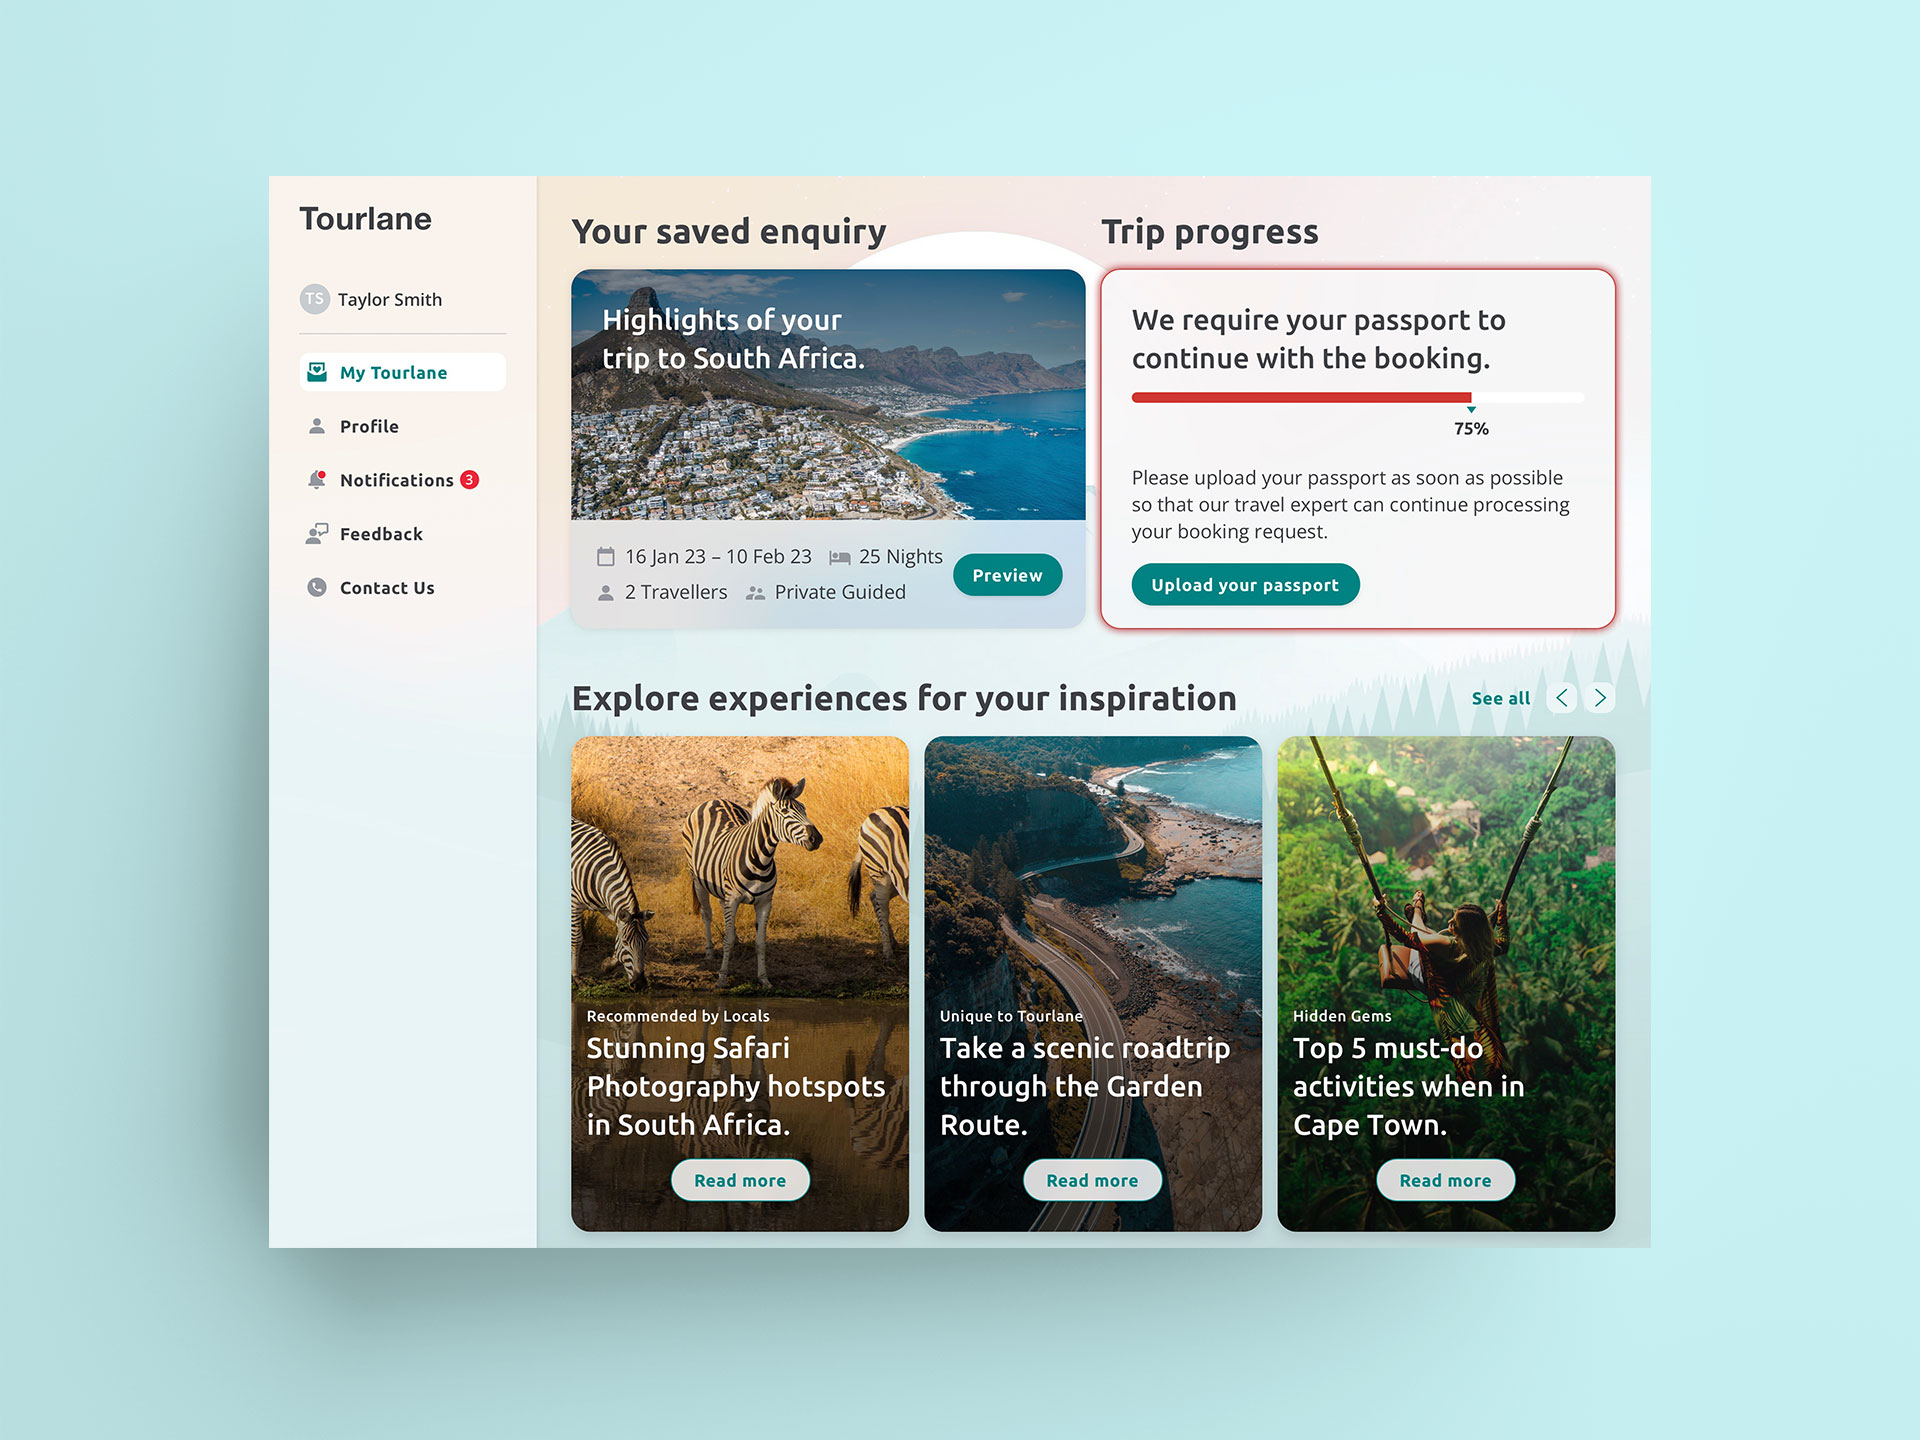 Tourlane
TS Taylor Smith
My Tourlane
Profile
Notifications 3
Feedback
Contact Us
Your saved enquiry
Highlights of your
trip to South Africa.
16 Jan 23 – 10 Feb 23 25 Nights
2 Travellers Private Guided
Preview
Trip progress
We require your passport to
continue with the booking.
75%
Please upload your passport as soon as possible
so that our travel expert can continue processing
your booking request.
Upload your passport
Explore experiences for your inspiration
See all
Recommended by Locals
Stunning Safari
Photography hotspots
in South Africa.
Read more
Unique to Tourlane
Take a scenic roadtrip
through the Garden
Route.
Read more
Hidden Gems
Top 5 must-do
activities when in
Cape Town.
Read more